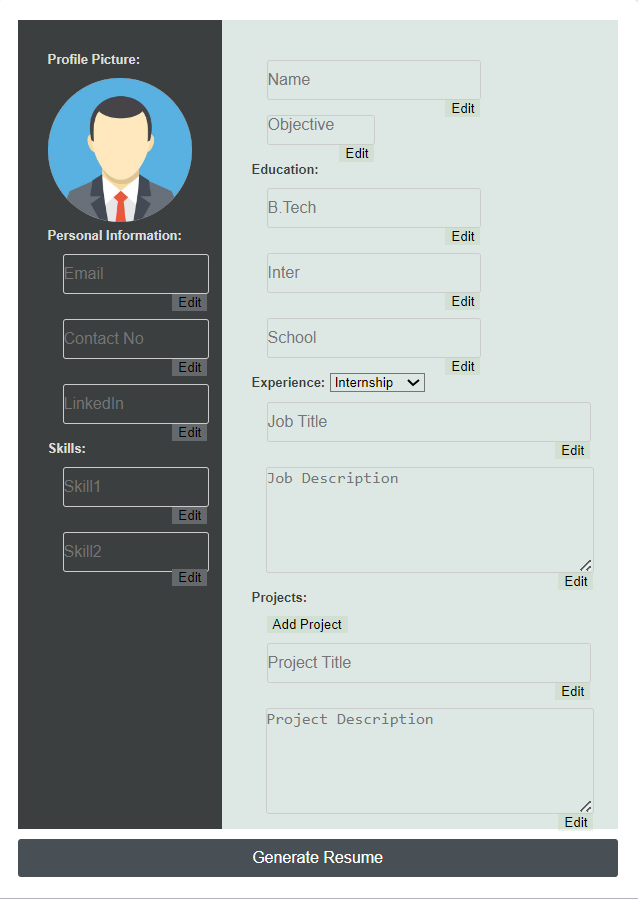 Profile Picture:
Personal Information:
Email
Edit
Contact No
Edit
LinkedIn
Edit
Skills:
Skill1
Edit
Skill2
Edit
Name
Edit
Objective
Edit
Education:
B.Tech
Edit
Inter
Edit
School
Edit
Experience: Internship
Job Title
Edit
Job Description
Edit
Projects:
Add Project
Project Title
Edit
Project Description
Edit
Generate Resume